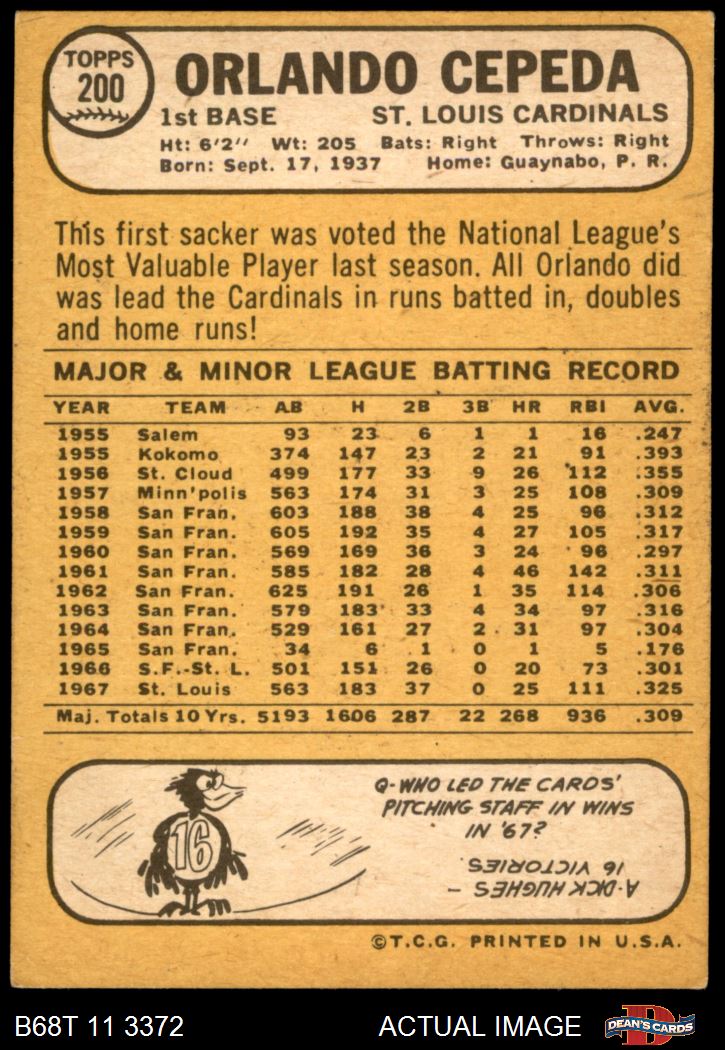 TOPPS
200
ORLANDO CEPEDA
1st BASE ST. LOUIS CARDINALS
Ht: 6'2" Wt: 205 Bats: Right Throws: Right
Born: Sept. 17, 1937 Home: Guaynabo, P. R.
This first sacker was voted the National League's
Most Valuable Player last season. All Orlando did
was lead the Cardinals in runs batted in, doubles
and home runs!
MAJOR & MINOR LEAGUE BATTING RECORD
YEAR TEAM AB H 2B 3B HR RBI AVG.
1955 Salem 93 23 6 1 1 16 .247
1955 Kokomo 374 147 23 2 21 91 .393
1956 St. Cloud 499 177 33 9 26 112 .355
1957 Minn'polis 563 174 31 3 25 108 .309
1958 San Fran. 603 188 38 4 25 96 .312
1959 San Fran. 605 192 35 4 27 105 .317
1960 San Fran. 569 169 36 3 24 96 .297
1961 San Fran. 585 182 28 4 46 142 .311
1962 San Fran. 625 191 26 1 35 114 .306
1963 San Fran. 579 183 33 4 34 97 .316
1964 San Fran. 529 161 27 2 31 97 .304
1965 San Fran. 34 6 1 0 1 5 .176
1966 S.F.-St. L. 501 151 26 0 20 73 .301
1967 St. Louis 563 183 37 0 25 111 .325
Maj. Totals 10 Yrs. 5193 1606 287 22 268 936 .309
16
Q-WHO LED THE CARDS'
PITCHING STAFF IN WINS
IN '67?
A-DICK HUGHES –
16 VICTORIES.
©T.C.G. PRINTED IN U.S.A.
B68T 11 3372 ACTUAL IMAGE
D
DEAN'S CARDS